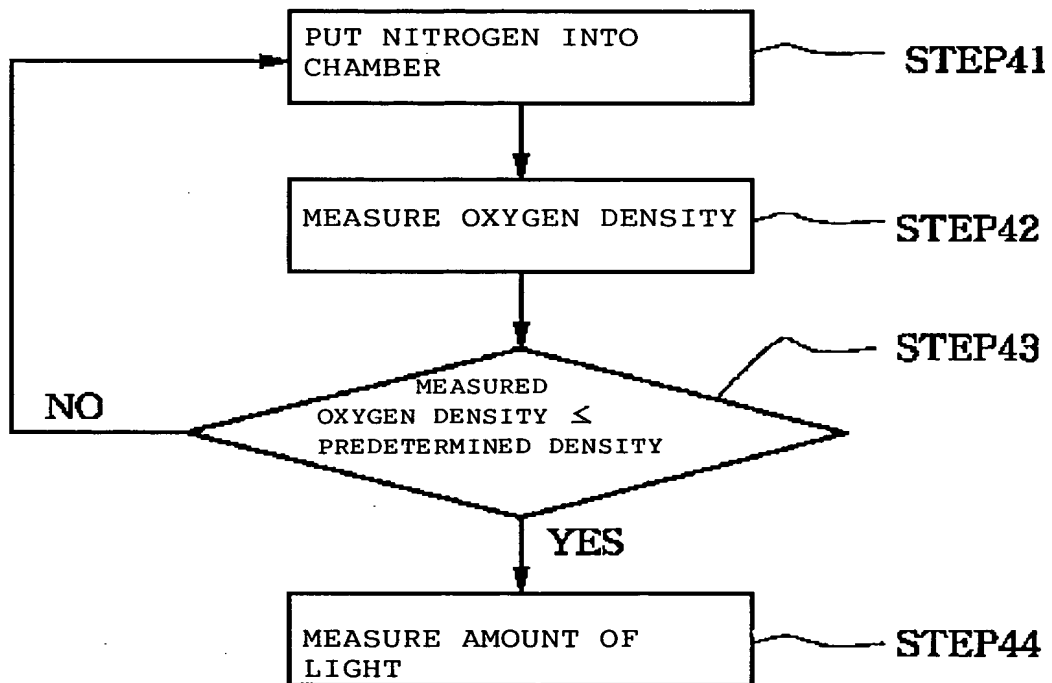 PUT NITROGEN INTO
CHAMBER
STEP41
MEASURE OXYGEN DENSITY
STEP42
STEP43
MEASURED
OXYGEN DENSITY ≤
PREDETERMINED DENSITY
NO
YES
MEASURE AMOUNT OF
LIGHT
STEP44